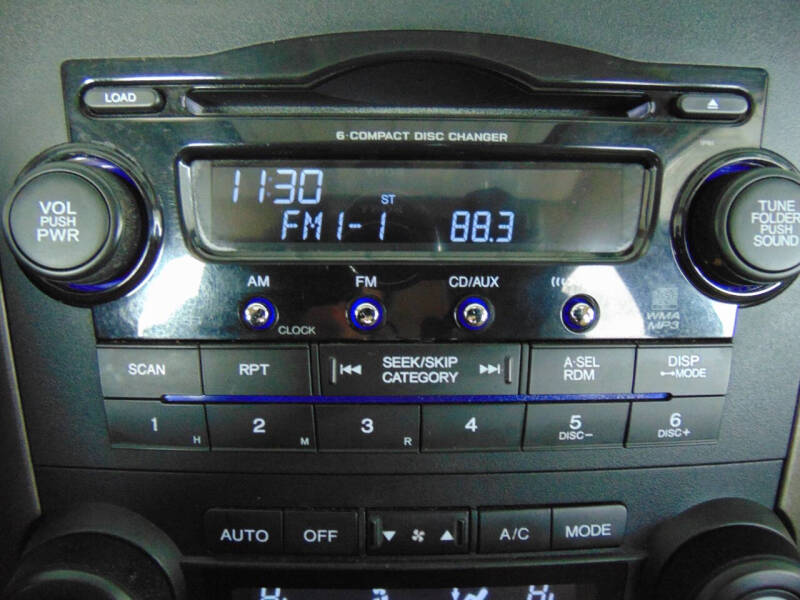 LOAD
6·COMPACT DISC CHANGER
VOL
PUSH
PWR
11:30
ST
FM1-1 88.3
TUNE
FOLDER
PUSH
SOUND
AM FM CD/AUX
CLOCK
WMA
MP3
SCAN RPT SEEK/SKIP
CATEGORY
A·SEL
RDM
DISP
MODE
1 H 2 M 3 R 4 5 DISC− 6 DISC+
AUTO OFF A/C MODE